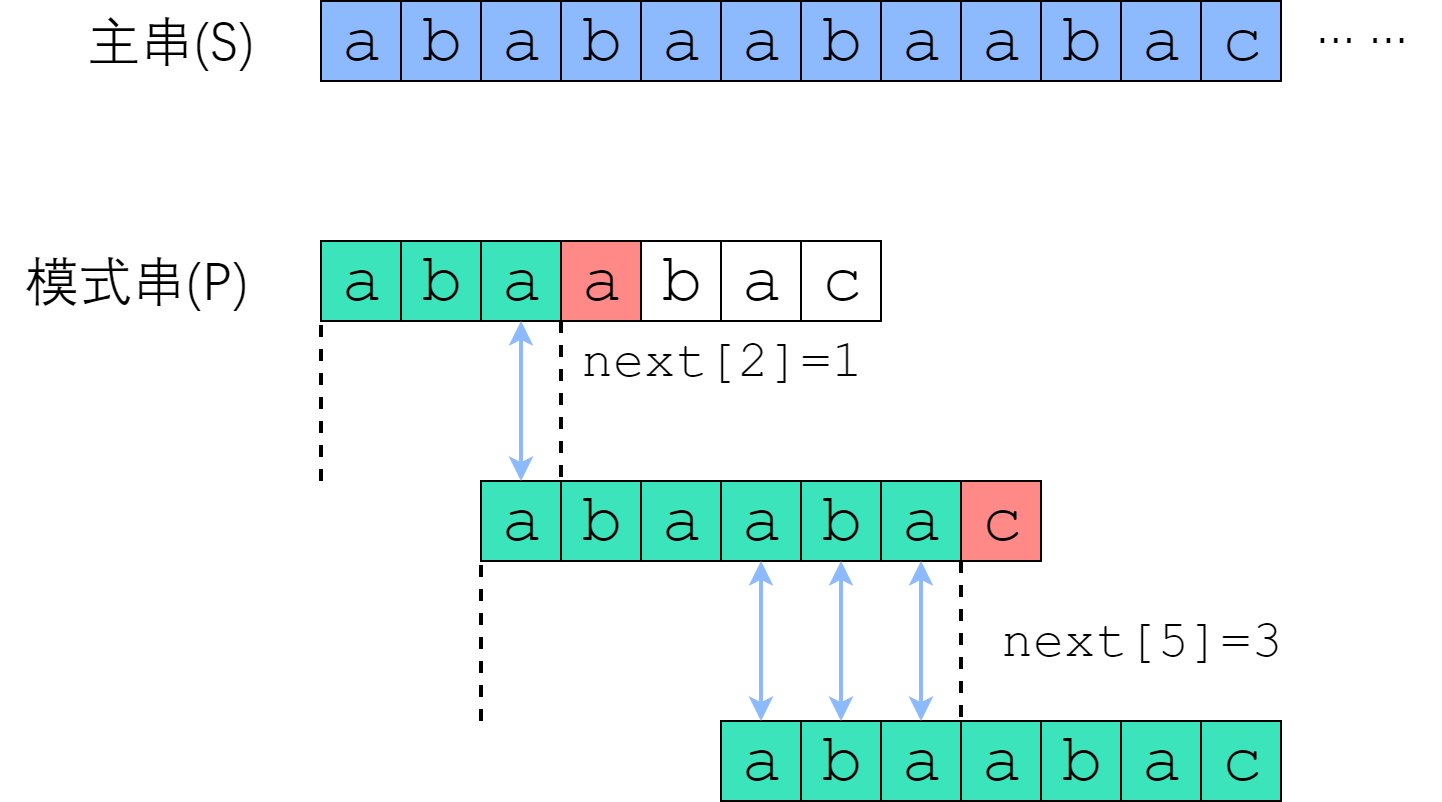 主串(S) a b a b a a b a a b a c ... ...
模式串(P) a b a a b a c
next[2]=1
a b a a b a c
next[5]=3
a b a a b a c